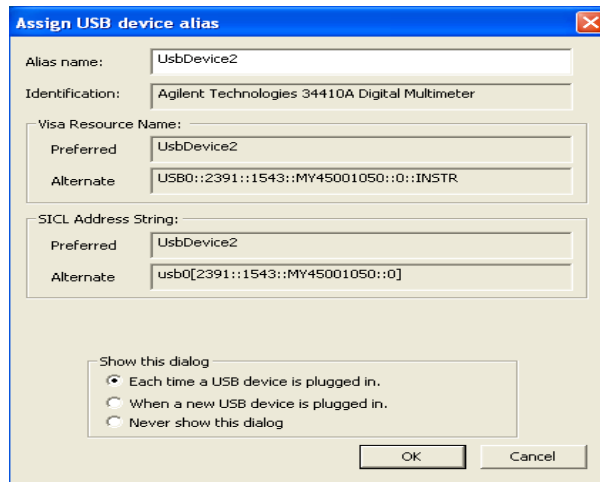 Assign USB device alias
Alias name: UsbDevice2
Identification: Agilent Technologies 34410A Digital Multimeter
Visa Resource Name:
Preferred UsbDevice2
Alternate USB0::2391::1543::MY45001050::0::INSTR
SICL Address String:
Preferred UsbDevice2
Alternate usb0[2391::1543::MY45001050::0]
Show this dialog
Each time a USB device is plugged in.
When a new USB device is plugged in.
Never show this dialog
OK Cancel